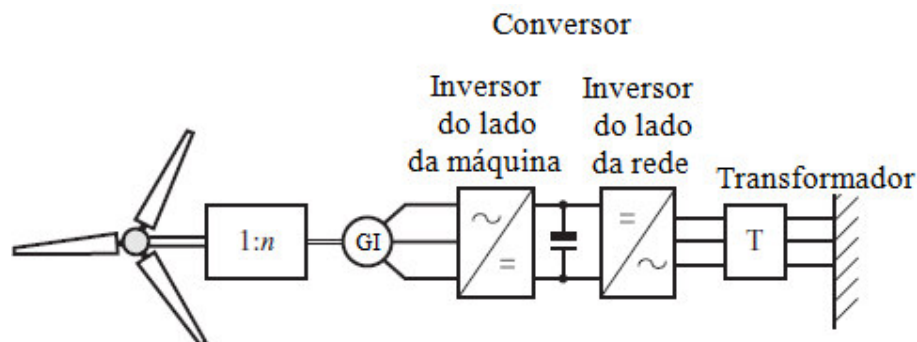 Conversor
Inversor
do lado
da máquina
Inversor
do lado
da rede
Transformador
1:n
GI
T